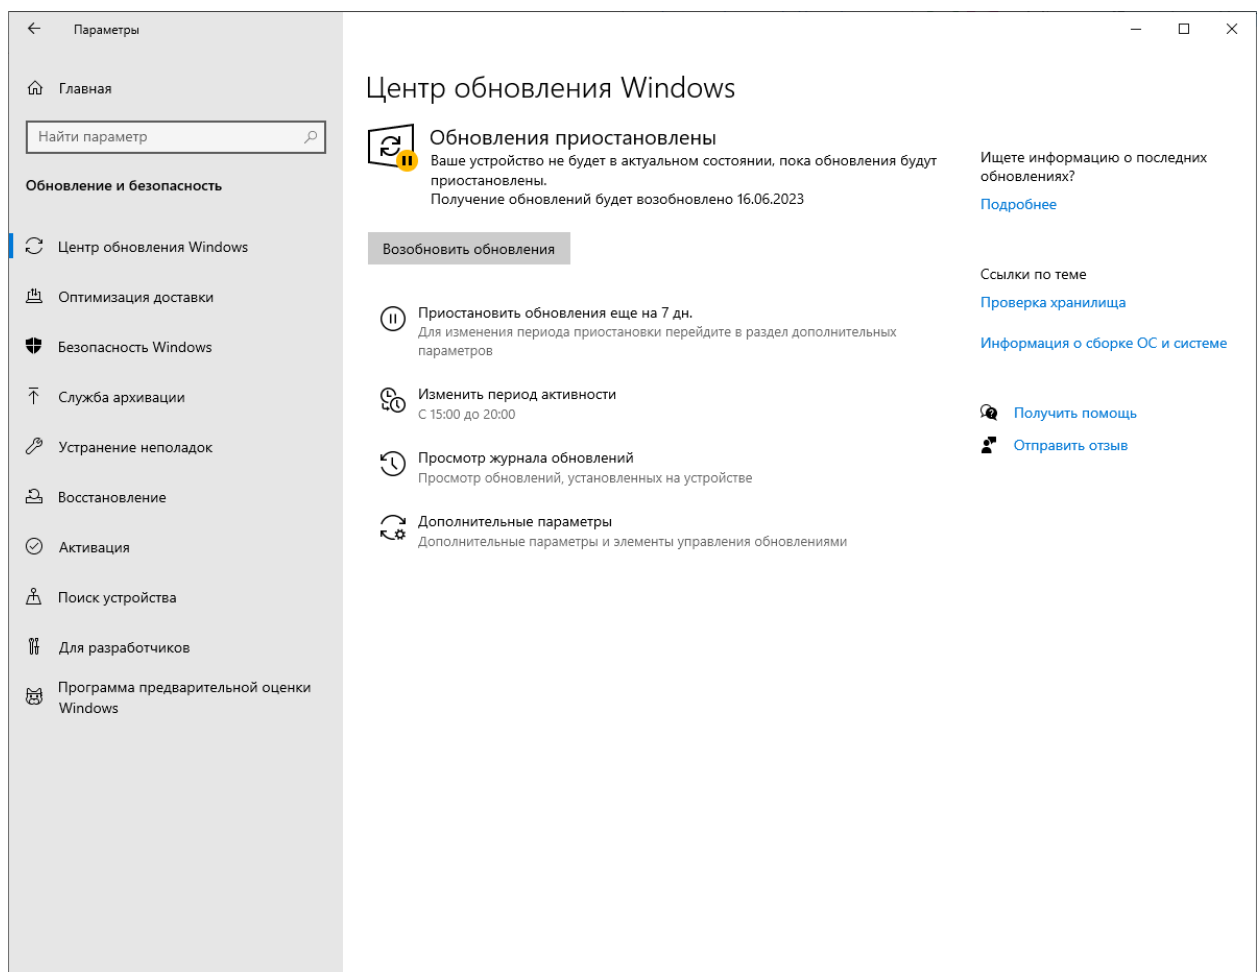 Параметры
Главная
Найти параметр
Обновление и безопасность
Центр обновления Windows
Оптимизация доставки
Безопасность Windows
Служба архивации
Устранение неполадок
Восстановление
Активация
Поиск устройства
Для разработчиков
Программа предварительной оценки
Windows
Центр обновления Windows
Обновления приостановлены
Ваше устройство не будет в актуальном состоянии, пока обновления будут
приостановлены.
Получение обновлений будет возобновлено 16.06.2023
Возобновить обновления
Приостановить обновления еще на 7 дн.
Для изменения периода приостановки перейдите в раздел дополнительных
параметров
Изменить период активности
С 15:00 до 20:00
Просмотр журнала обновлений
Просмотр обновлений, установленных на устройстве
Дополнительные параметры
Дополнительные параметры и элементы управления обновлениями
Ищете информацию о последних
обновлениях?
Подробнее
Ссылки по теме
Проверка хранилища
Информация о сборке ОС и системе
Получить помощь
Отправить отзыв